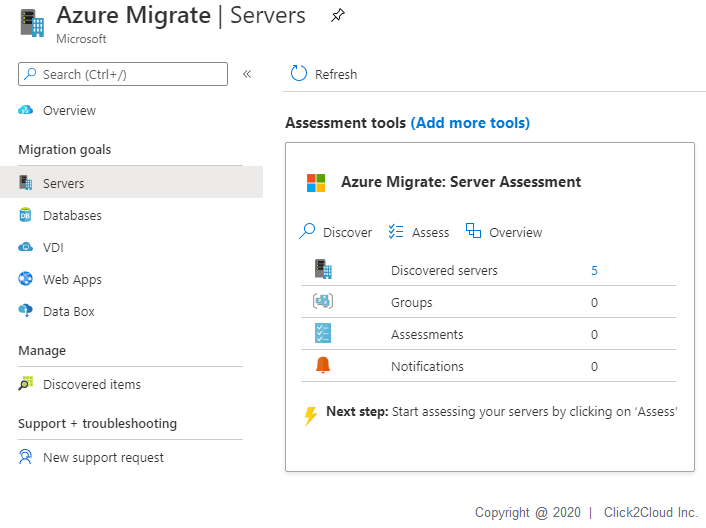 Azure Migrate | Servers
Microsoft
Search (Ctrl+/)
«
Refresh
Overview
Migration goals
Servers
Databases
VDI
Web Apps
Data Box
Manage
Discovered items
Support + troubleshooting
New support request
Assessment tools (Add more tools)
Azure Migrate: Server Assessment
Discover Assess Overview
Discovered servers 5
Groups 0
Assessments 0
Notifications 0
Next step: Start assessing your servers by clicking on ‘Assess’
Copyright @ 2020 | Click2Cloud Inc.